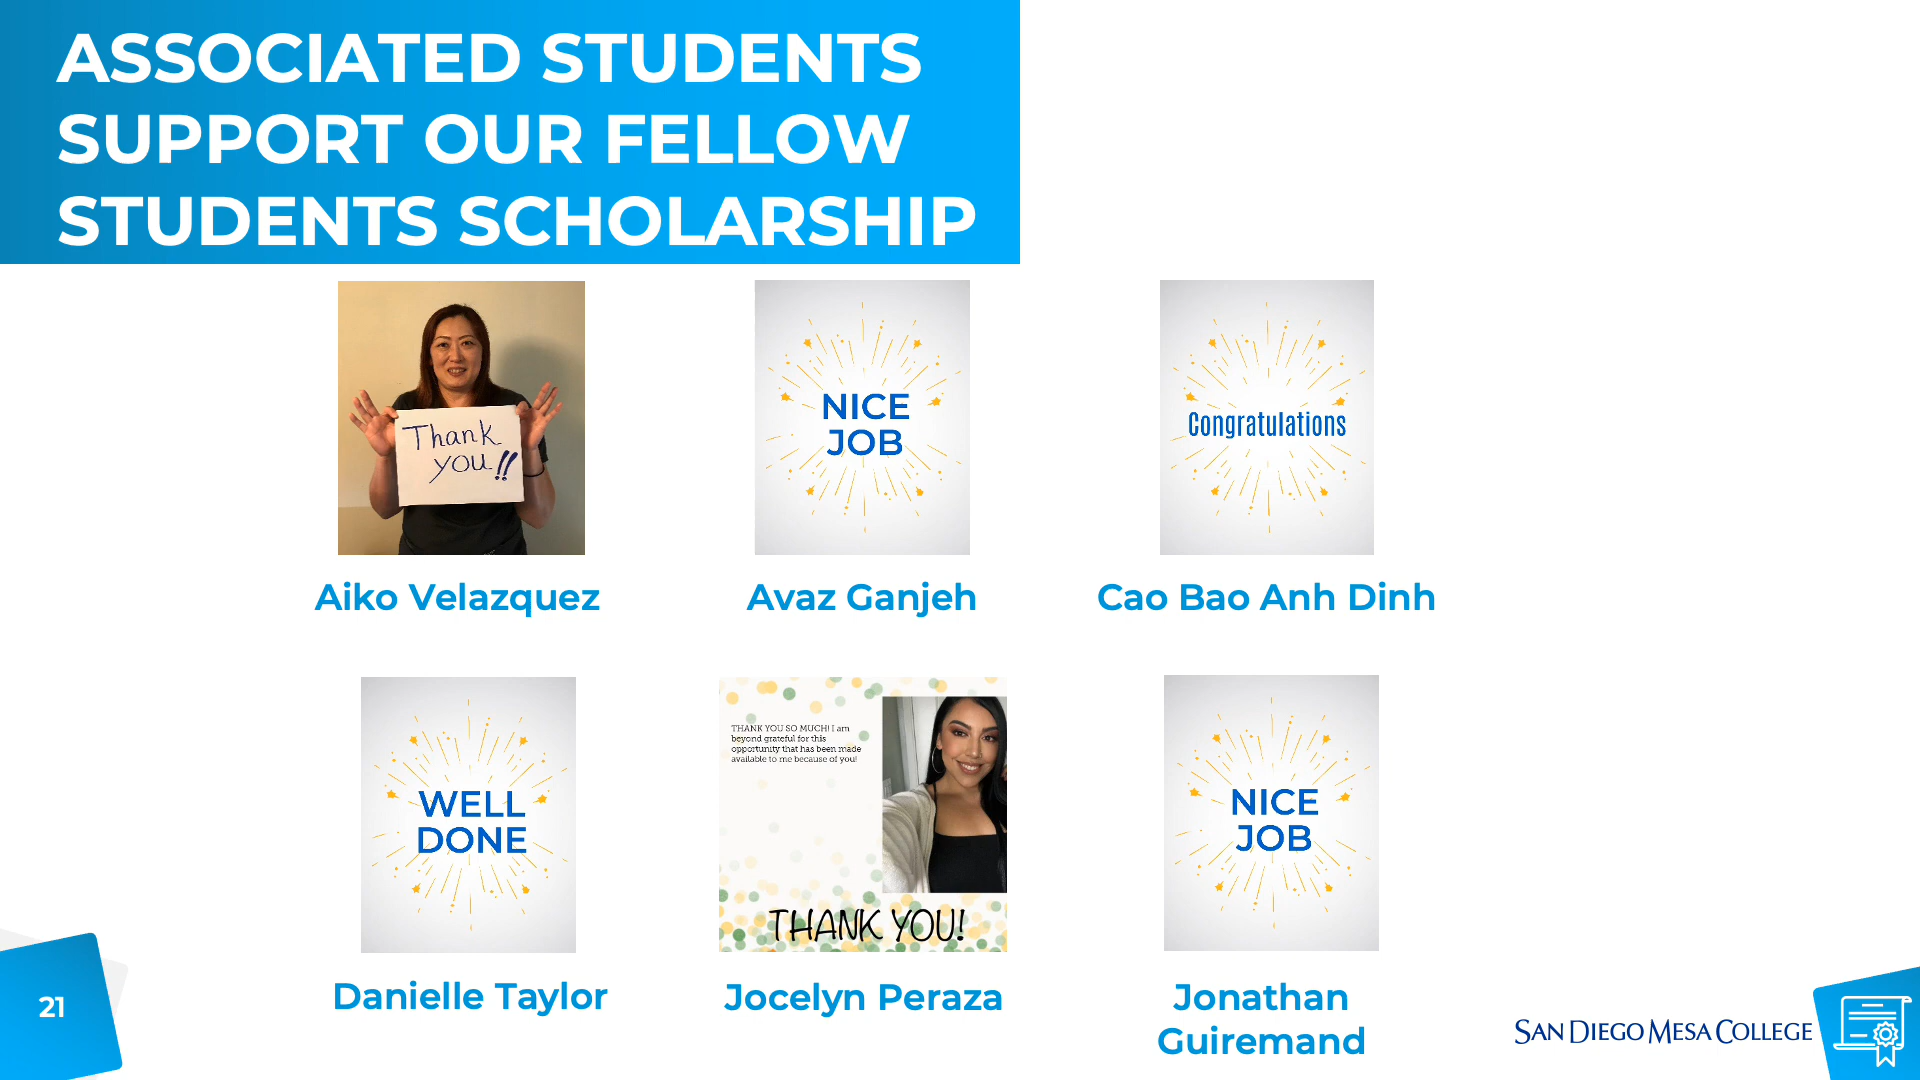 ASSOCIATED STUDENTS
SUPPORT OUR FELLOW
STUDENTS SCHOLARSHIP
Thank
you!!
NICE
JOB
Congratulations
Aiko Velazquez
Avaz Ganjeh
Cao Bao Anh Dinh
WELL
DONE
THANK YOU SO MUCH! I am
beyond grateful for this
opportunity that has been made
available to me because of you!
THANK YOU!
NICE
JOB
Danielle Taylor
Jocelyn Peraza
Jonathan
Guiremand
21
SAN DIEGO MESA COLLEGE